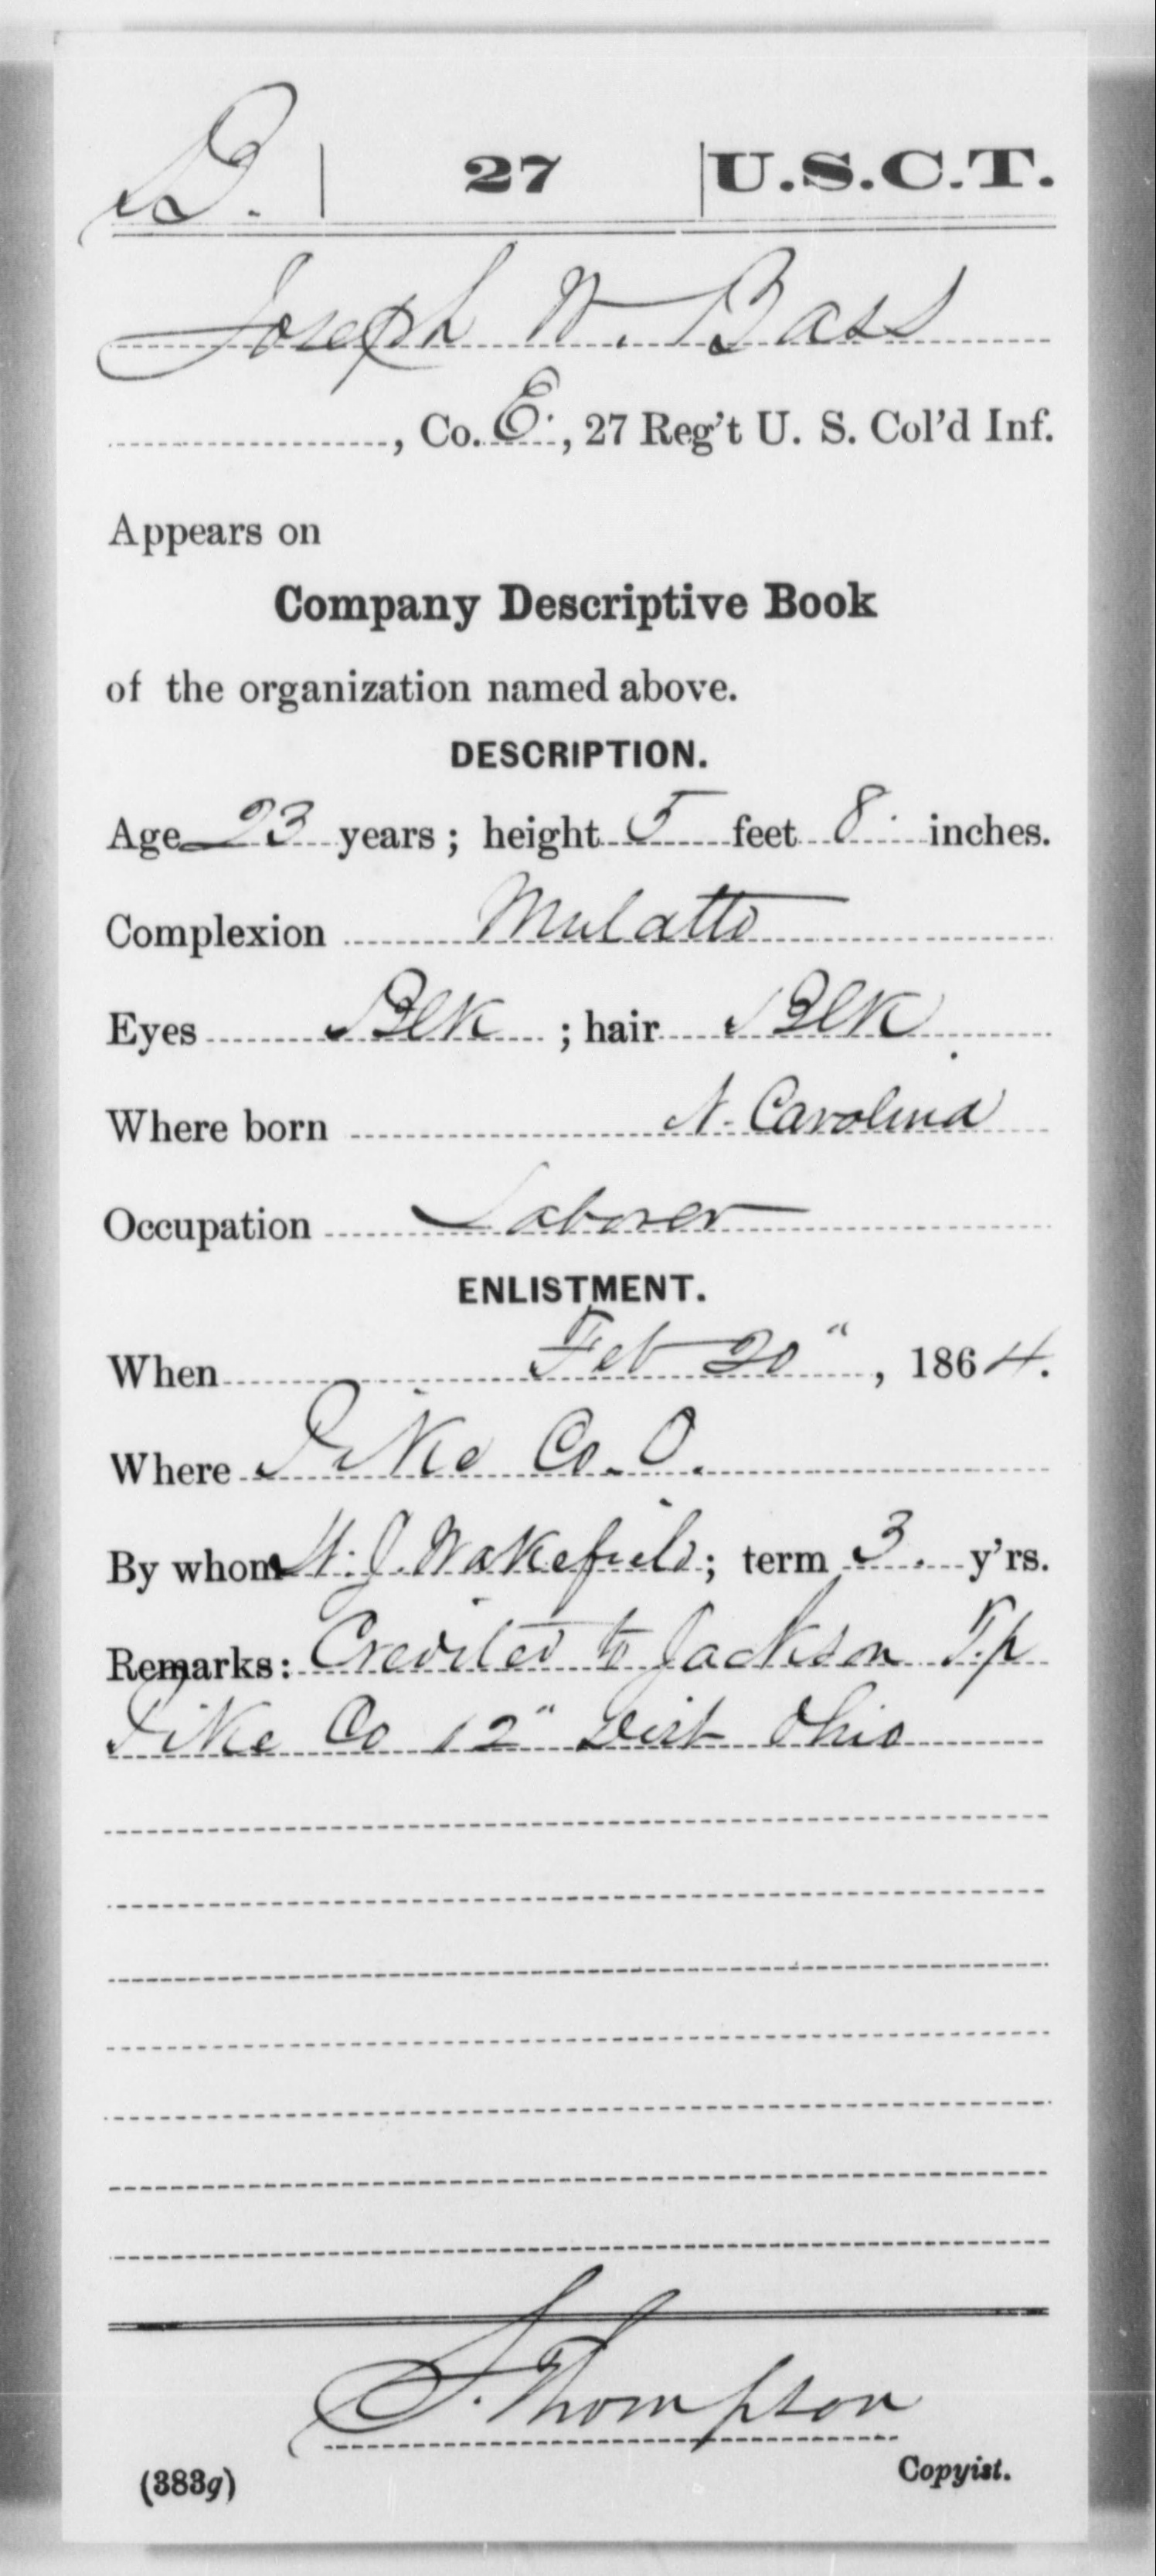 B. 27 U.S.C.T.
Joseph W. Bass
, Co. E., 27 Reg't U. S. Col'd Inf.
Appears on
Company Descriptive Book
of the organization named above.
DESCRIPTION.
Age 23 years; height 5 feet 8 inches.
Complexion Mulatto
Eyes Blk ; hair Blk.
Where born N. Carolina
Occupation Laborer
ENLISTMENT.
When Feb 20", 1864.
Where Pike Co. O.
By whom J. Wakefield; term 3. y'rs.
Remarks: Credited to Jackson T.p
Pike Co 12" Dist Ohio
S. Thompson
(383g) Copyist.